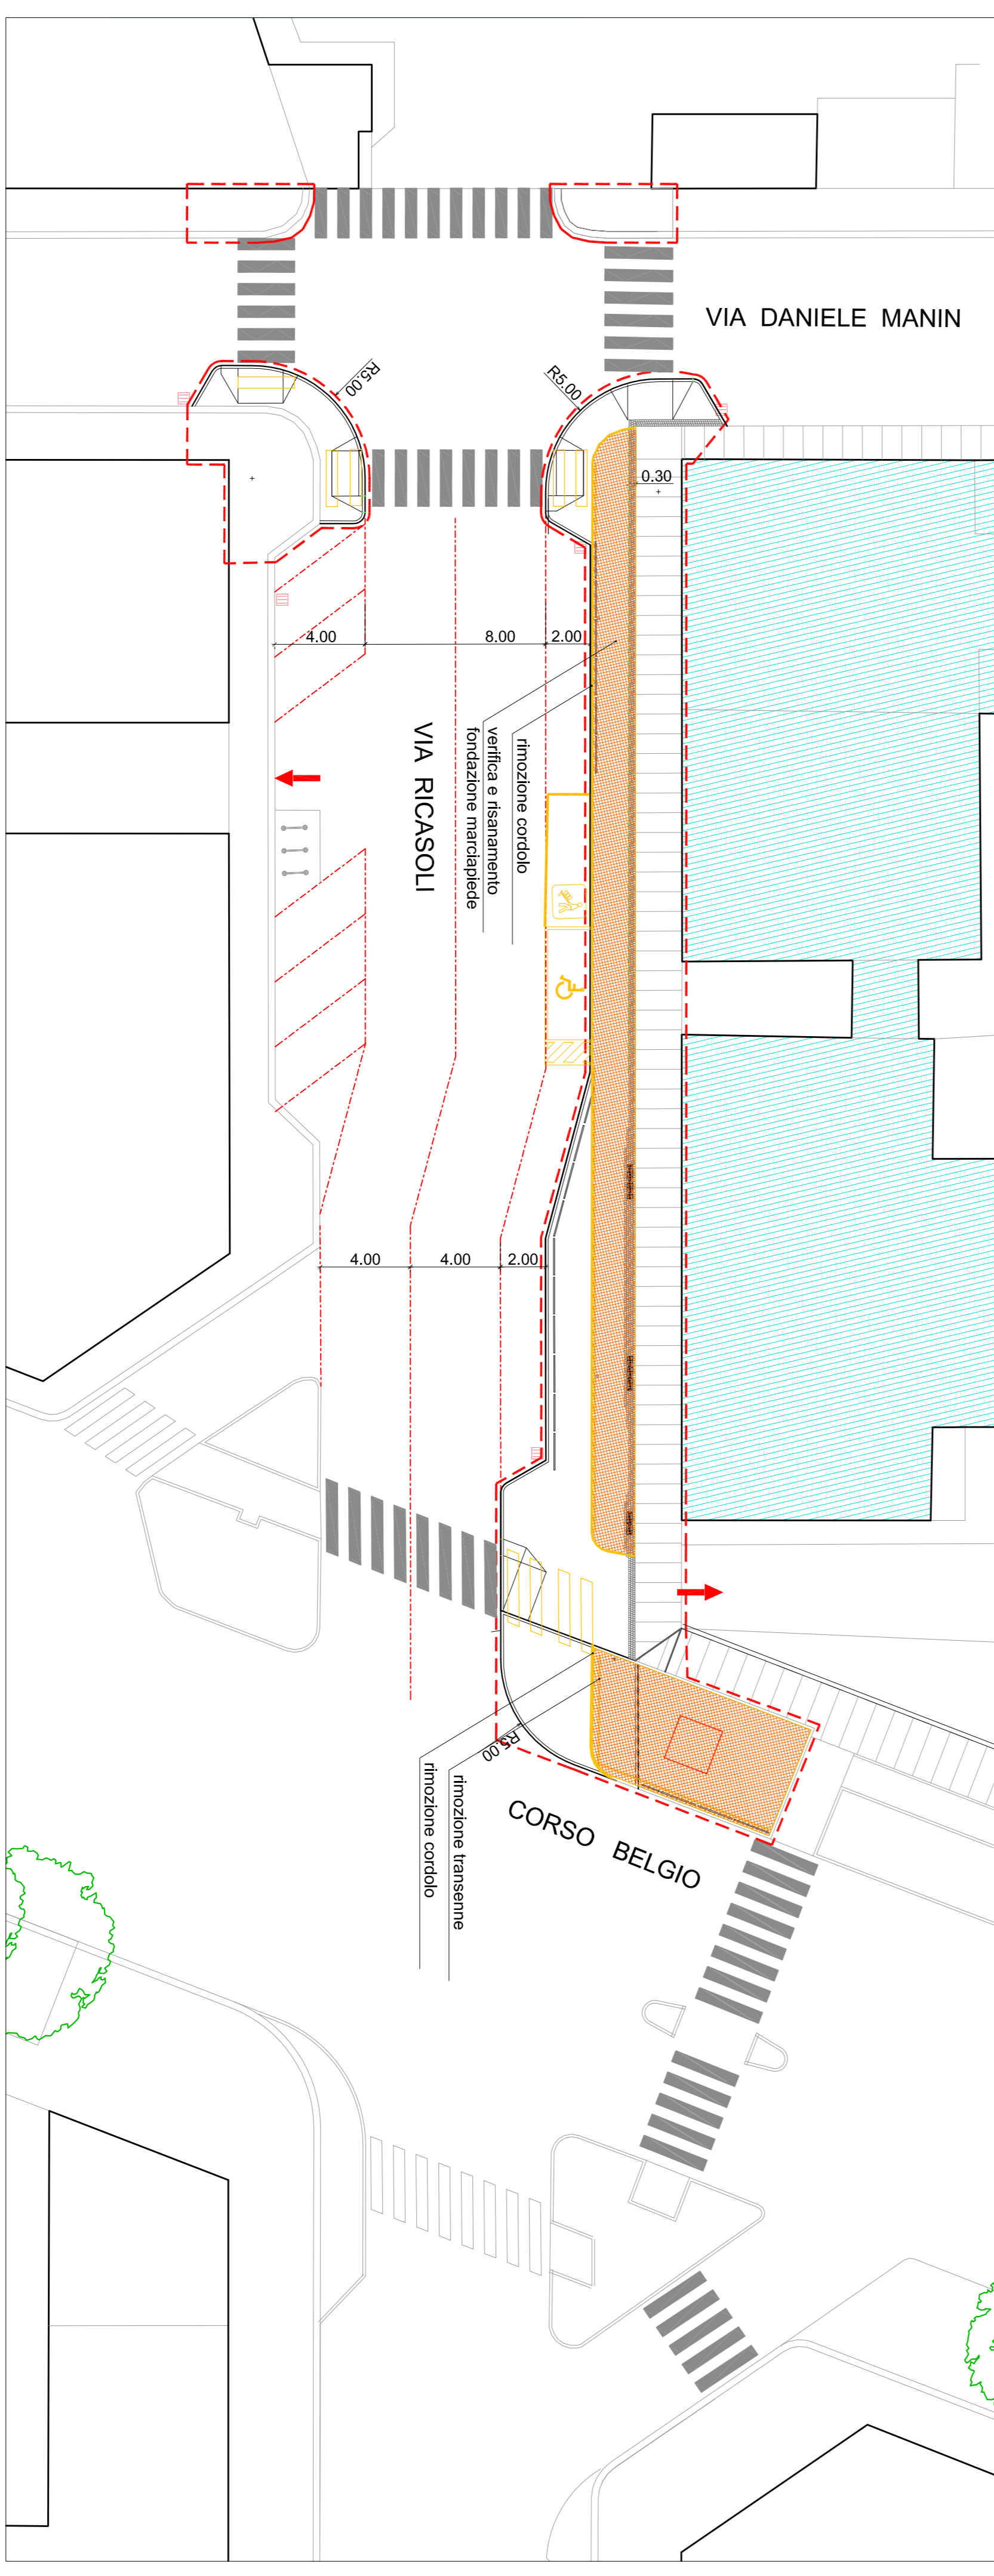 VIA DANIELE MANIN
R5.00
R5.00
0.30
4.00
8.00
2.00
VIA RICASOLI
rimozione cordolo
verifica e risanamento
fondazione marciapiede
4.00
4.00
2.00
R5.00
CORSO BELGIO
rimozione transenne
rimozione cordolo